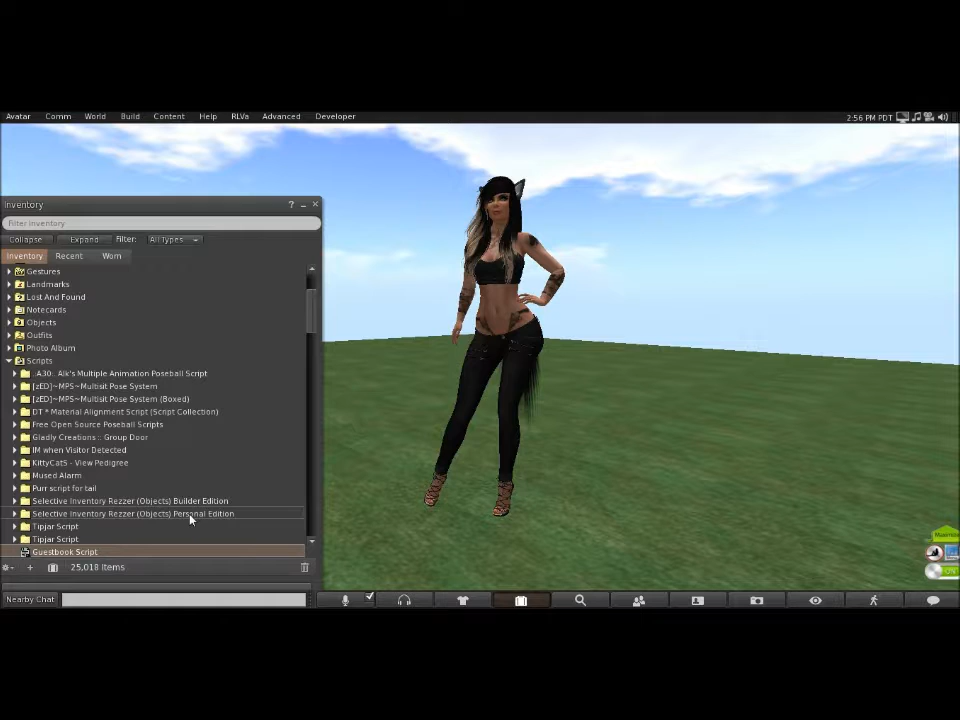 Avatar Comm World Build Content Help RLVa Advanced Developer 2:56 PM PDT
Inventory ?
Filter Inventory
Collapse Expand Filter: All Types
Inventory Recent Worn
Gestures
Landmarks
Lost And Found
Notecards
Objects
Outfits
Photo Album
Scripts
.:A30:. Alk's Multiple Animation Poseball Script
[zED]~MPS~Multisit Pose System
[zED]~MPS~Multisit Pose System (Boxed)
DT * Material Alignment Script (Script Collection)
Free Open Source Poseball Scripts
Gladly Creations :: Group Door
IM when Visitor Detected
KittyCatS - View Pedigree
Mused Alarm
Purr script for tail
Selective Inventory Rezzer (Objects) Builder Edition
Selective Inventory Rezzer (Objects) Personal Edition
Tipjar Script
Tipjar Script
Guestbook Script
25,018 Items
Nearby Chat